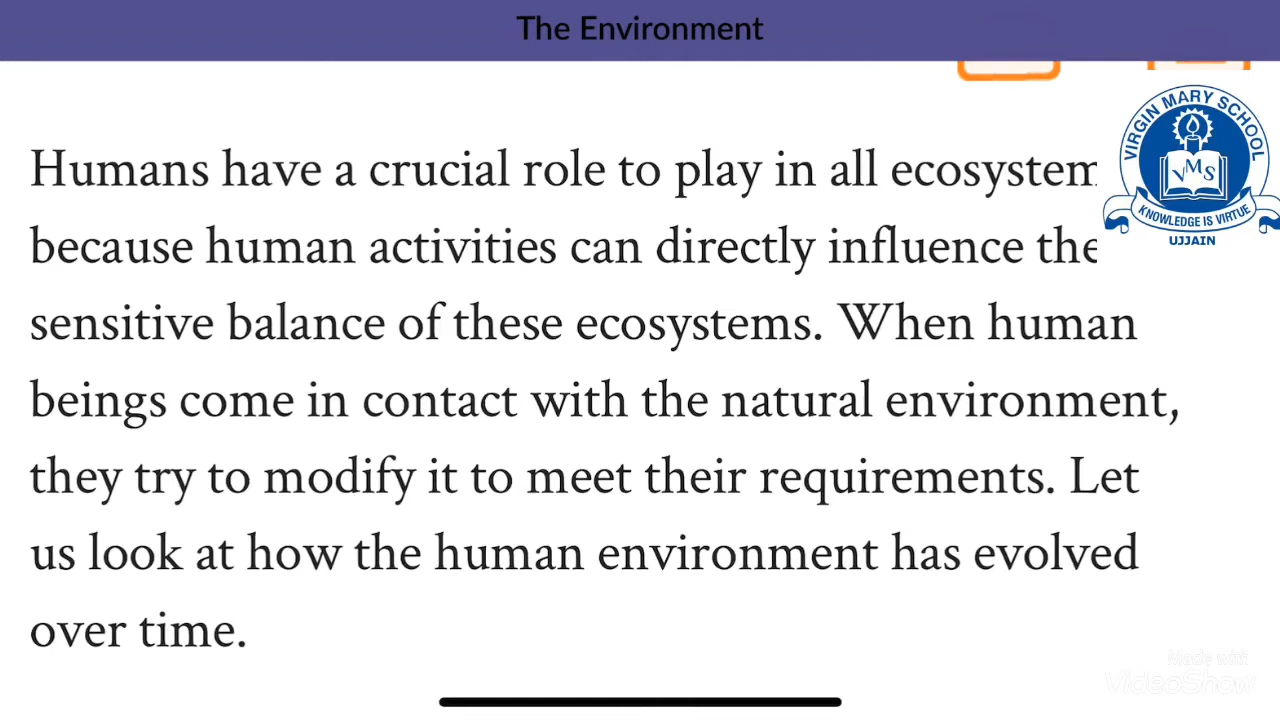 The Environment
VIRGIN MARY SCHOOL
VMS
KNOWLEDGE IS VIRTUE
UJJAIN
Humans have a crucial role to play in all ecosystem
because human activities can directly influence the
sensitive balance of these ecosystems. When human
beings come in contact with the natural environment,
they try to modify it to meet their requirements. Let
us look at how the human environment has evolved
over time.
Made with
VideoShow